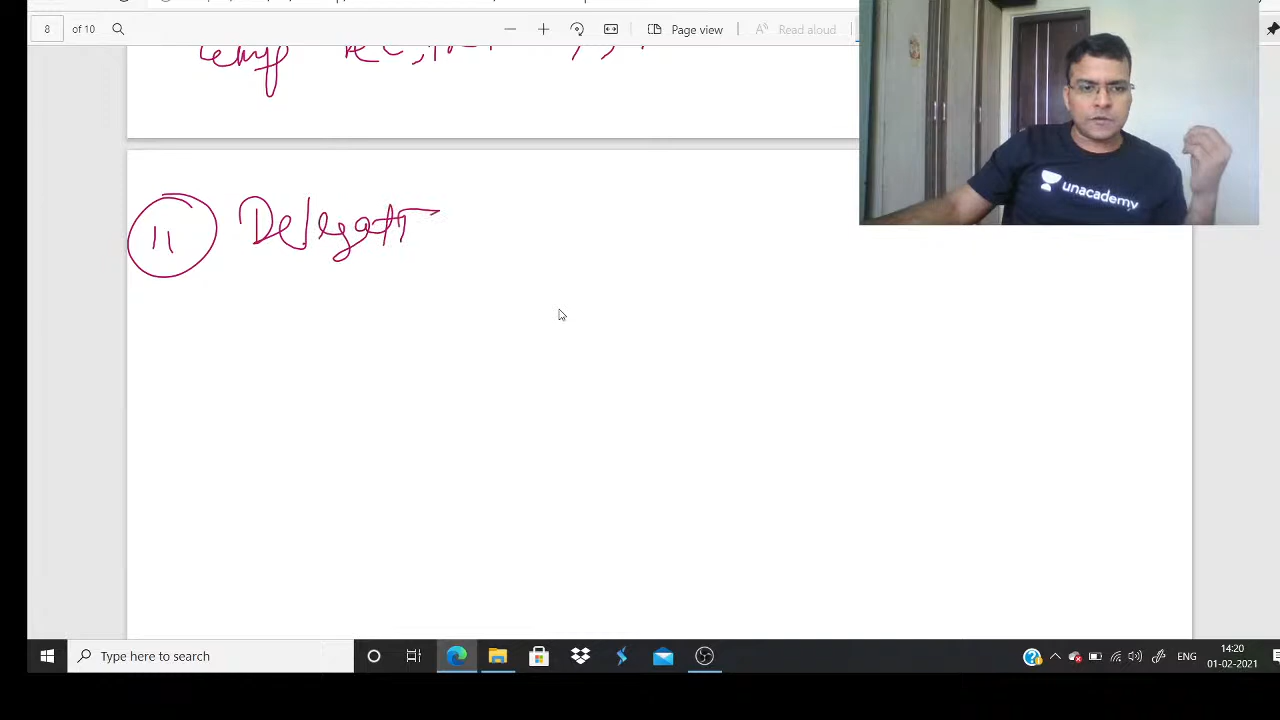 8 of 10
Page view
Read aloud
unacademy
11 Delegatt
Type here to search
ENG
14:20
01-02-2021